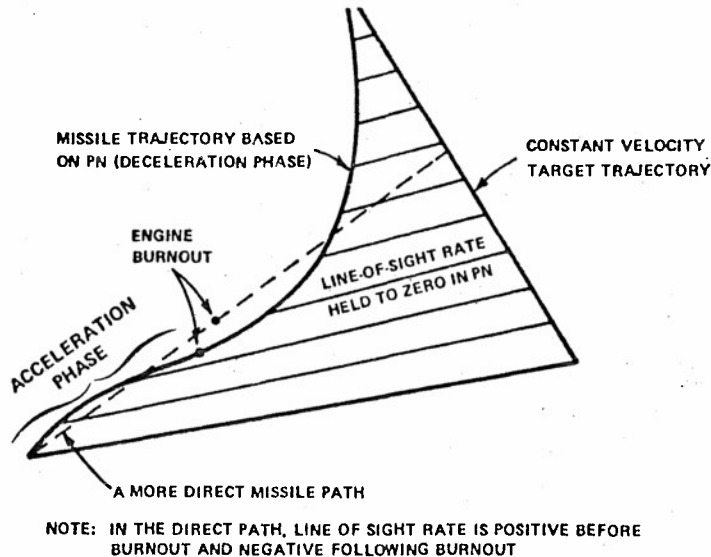 MISSILE TRAJECTORY BASED
ON PN (DECELERATION PHASE)
CONSTANT VELOCITY
TARGET TRAJECTORY
ENGINE
BURNOUT
LINE-OF-SIGHT RATE
HELD TO ZERO IN PN
ACCELERATION
PHASE
A MORE DIRECT MISSILE PATH
NOTE: IN THE DIRECT PATH, LINE OF SIGHT RATE IS POSITIVE BEFORE
BURNOUT AND NEGATIVE FOLLOWING BURNOUT